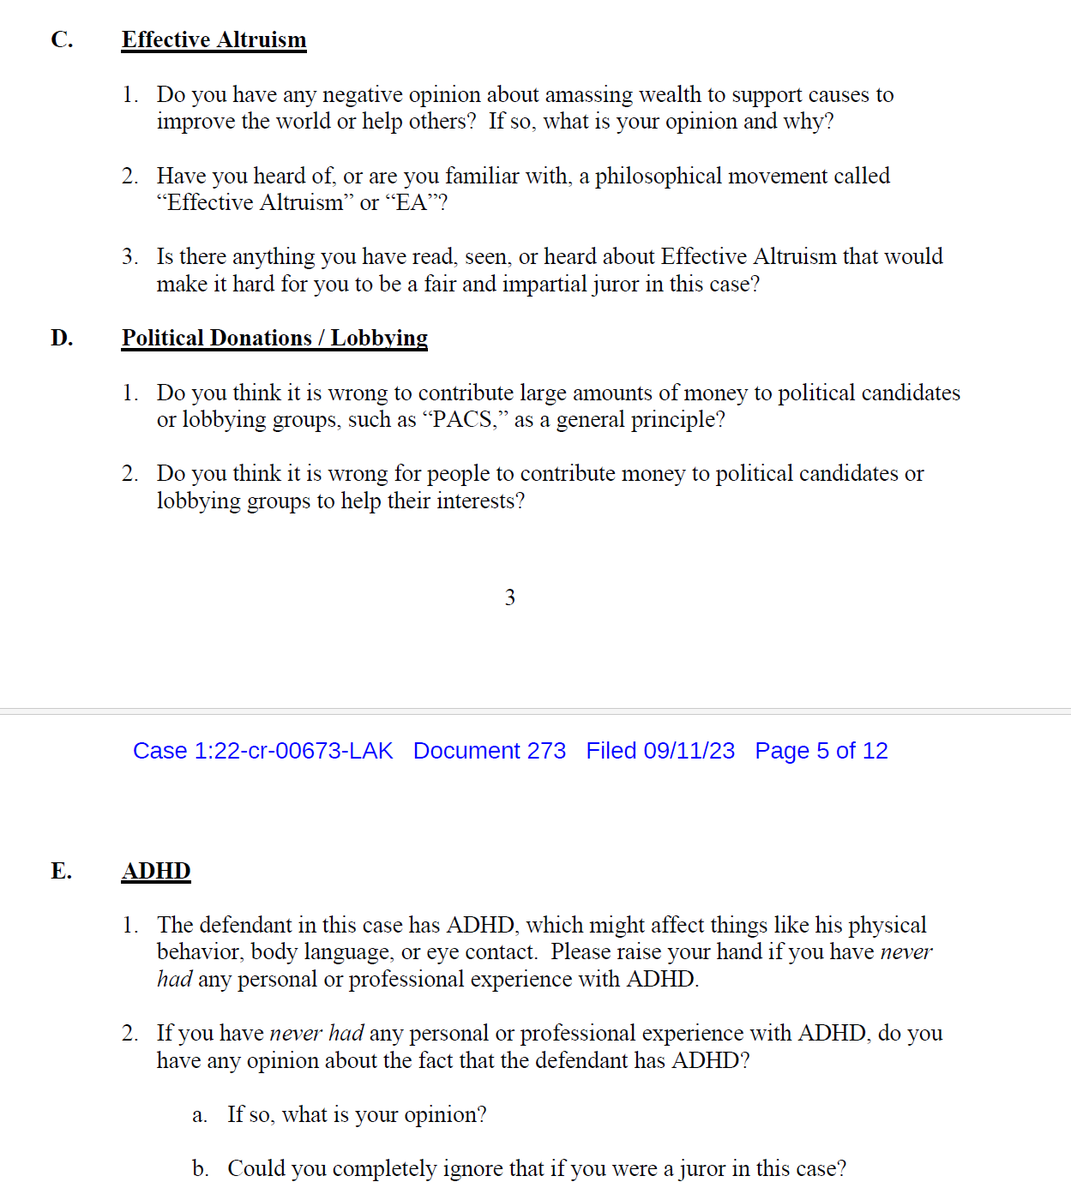 C. Effective Altruism
1. Do you have any negative opinion about amassing wealth to support causes to
improve the world or help others?  If so, what is your opinion and why?
2. Have you heard of, or are you familiar with, a philosophical movement called
“Effective Altruism” or “EA”?
3. Is there anything you have read, seen, or heard about Effective Altruism that would
make it hard for you to be a fair and impartial juror in this case?
D. Political Donations / Lobbying
1. Do you think it is wrong to contribute large amounts of money to political candidates
or lobbying groups, such as “PACS,” as a general principle?
2. Do you think it is wrong for people to contribute money to political candidates or
lobbying groups to help their interests?
3
Case 1:22-cr-00673-LAK Document 273 Filed 09/11/23 Page 5 of 12
E. ADHD
1. The defendant in this case has ADHD, which might affect things like his physical
behavior, body language, or eye contact.  Please raise your hand if you have never
had any personal or professional experience with ADHD.
2. If you have never had any personal or professional experience with ADHD, do you
have any opinion about the fact that the defendant has ADHD?
a. If so, what is your opinion?
b. Could you completely ignore that if you were a juror in this case?